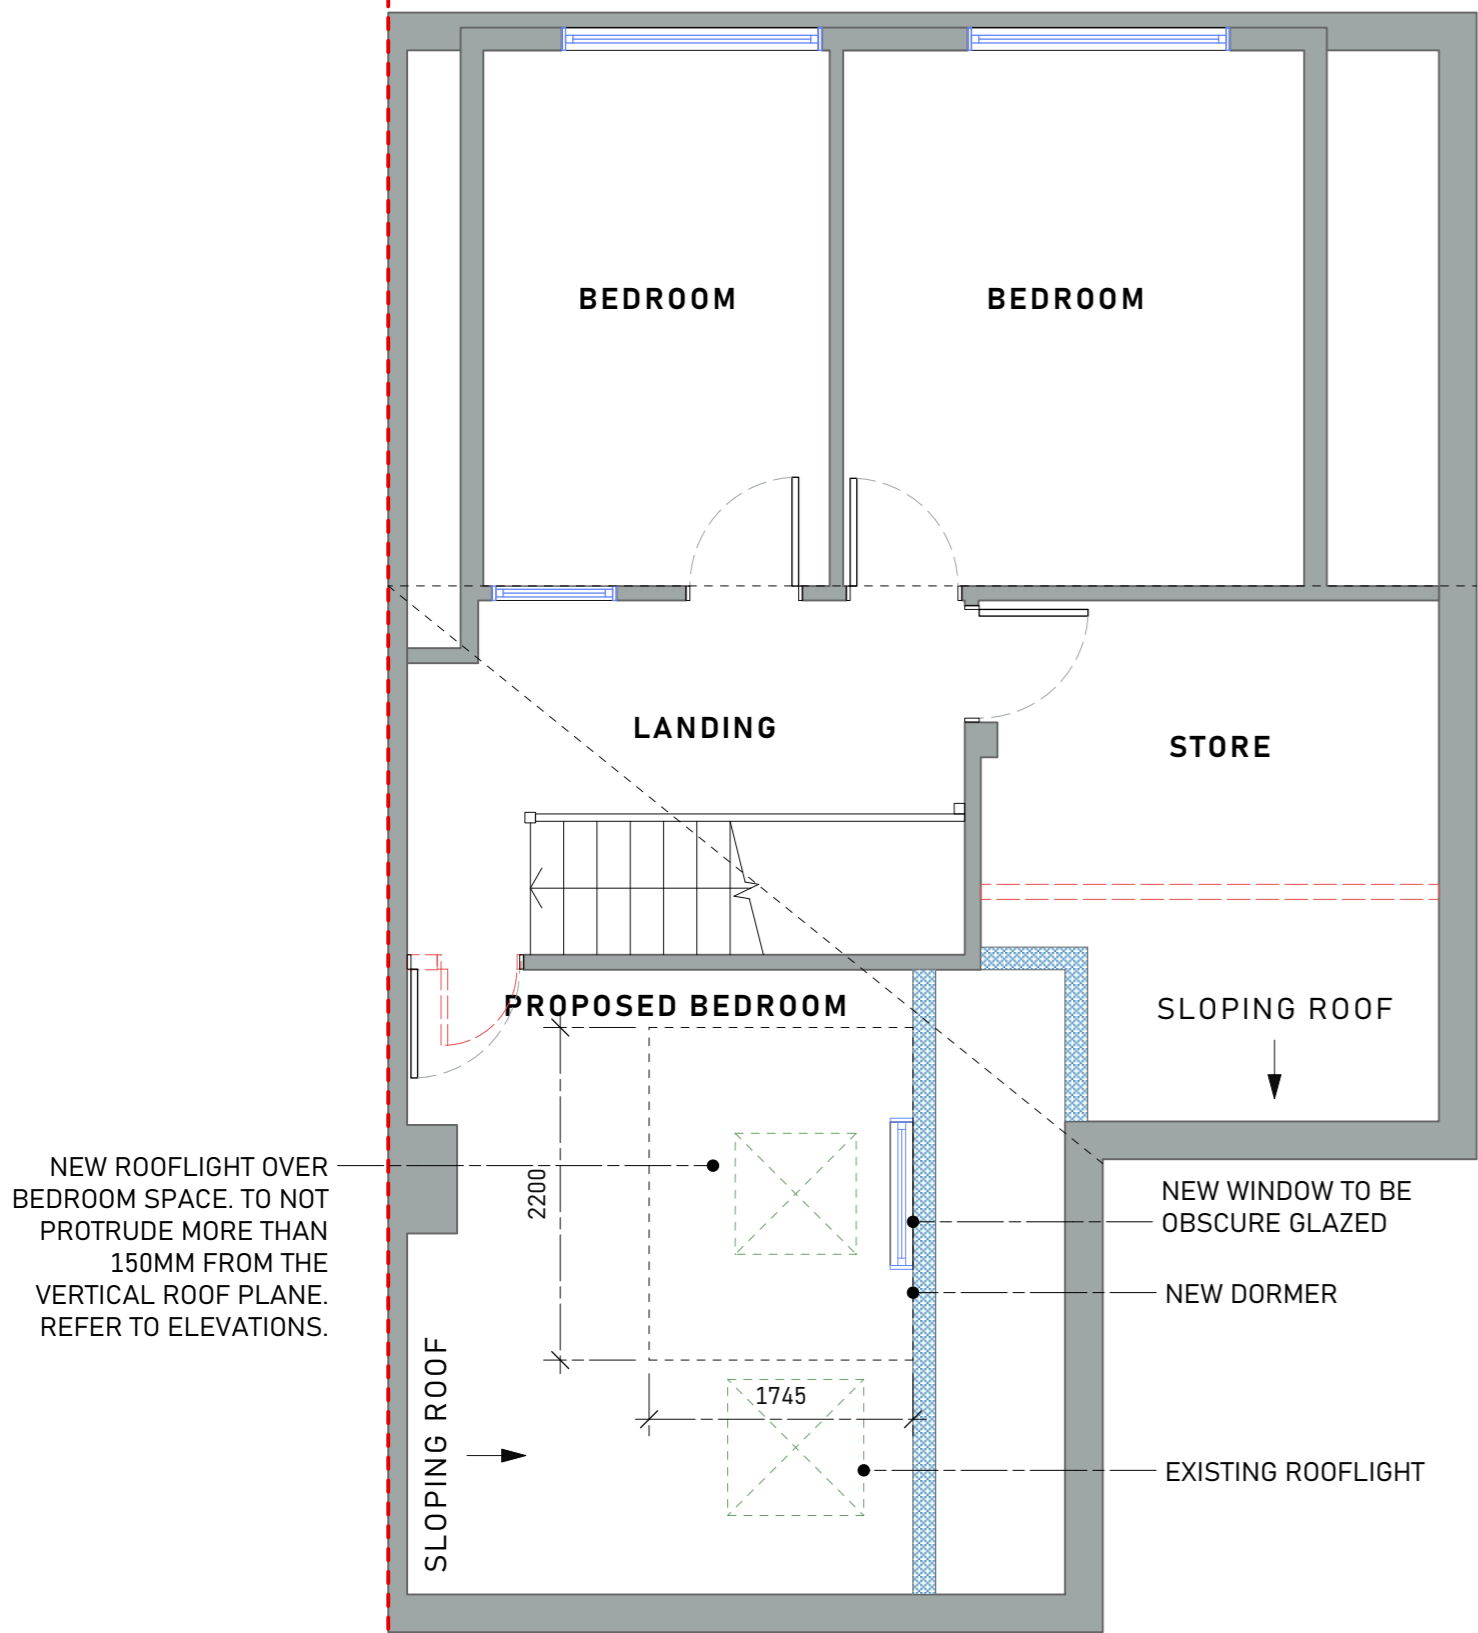 BEDROOM
BEDROOM
LANDING
STORE
PROPOSED BEDROOM
SLOPING ROOF
NEW ROOFLIGHT OVER
BEDROOM SPACE. TO NOT
PROTRUDE MORE THAN
150MM FROM THE
VERTICAL ROOF PLANE.
REFER TO ELEVATIONS.
2200
NEW WINDOW TO BE
OBSCURE GLAZED
NEW DORMER
1745
SLOPING ROOF
EXISTING ROOFLIGHT